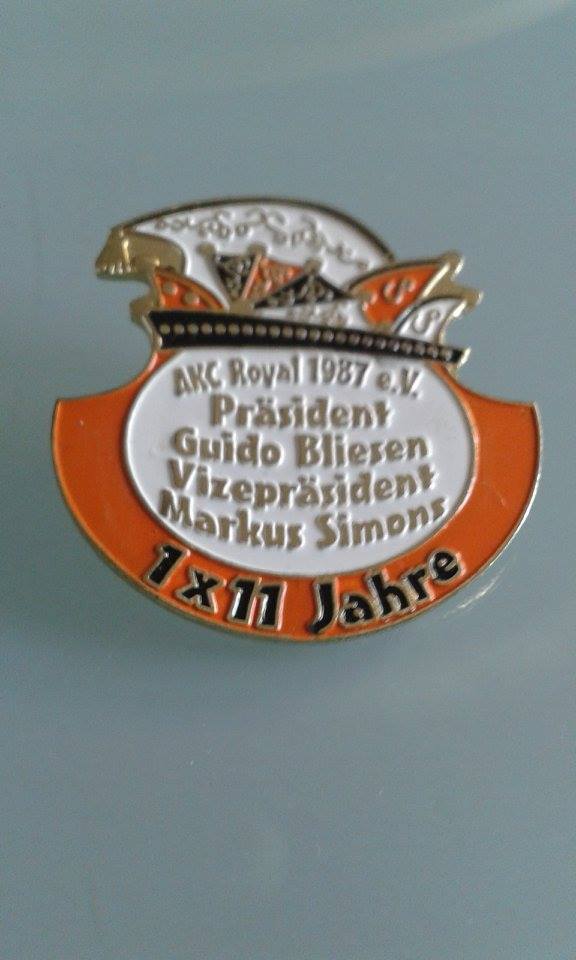 AKC Royal 1987 e.V.
Präsident
Guido Bliesen
Vizepräsident
Markus Simons
1x11 Jahre